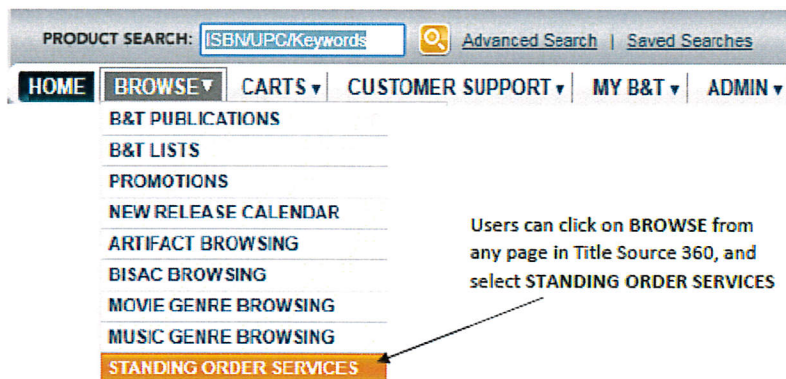 PRODUCT SEARCH: ISBN/UPC/Keywords Advanced Search | Saved Searches
HOME BROWSE▼ CARTS▼ CUSTOMER SUPPORT▼ MY B&T▼ ADMIN▼
B&T PUBLICATIONS
B&T LISTS
PROMOTIONS
NEW RELEASE CALENDAR
ARTIFACT BROWSING
BISAC BROWSING
MOVIE GENRE BROWSING
MUSIC GENRE BROWSING
STANDING ORDER SERVICES
Users can click on BROWSE from
any page in Title Source 360, and
select STANDING ORDER SERVICES